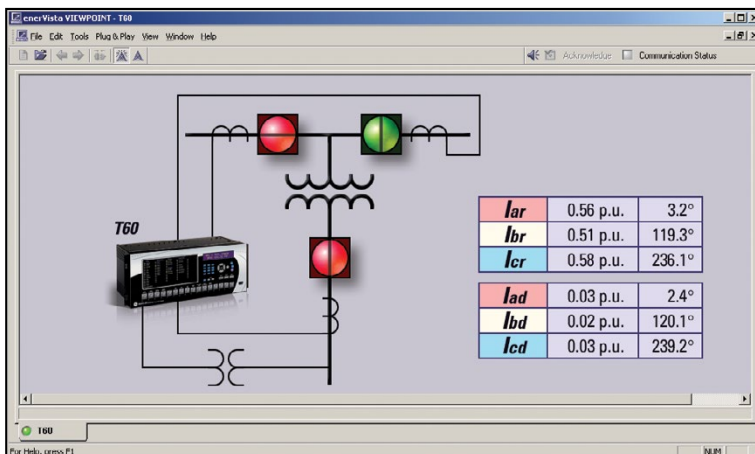 enerVista VIEWPOINT - T60
File Edit Tools Plug & Play View Window Help
Acknowledge Communication Status
T60
Iar 0.56 p.u. 3.2°
Ibr 0.51 p.u. 119.3°
Icr 0.58 p.u. 236.1°
Iad 0.03 p.u. 2.4°
Ibd 0.02 p.u. 120.1°
Icd 0.03 p.u. 239.2°
T60
For Help, press F1 NUM